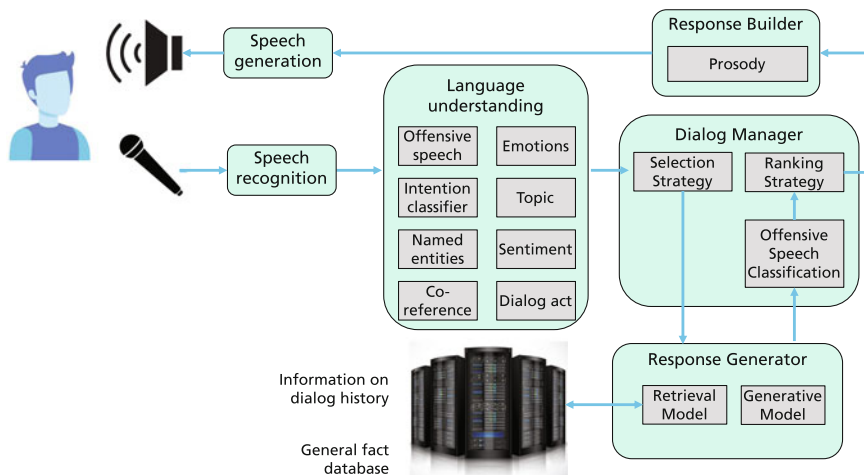 Speech
generation
Response Builder
Prosody
Language
understanding
Offensive
speech
Emotions
Intention
classifier
Topic
Named
entities
Sentiment
Co-
reference
Dialog act
Speech
recognition
Dialog Manager
Selection
Strategy
Ranking
Strategy
Offensive
Speech
Classification
Response Generator
Retrieval
Model
Generative
Model
Information on
dialog history
General fact
database